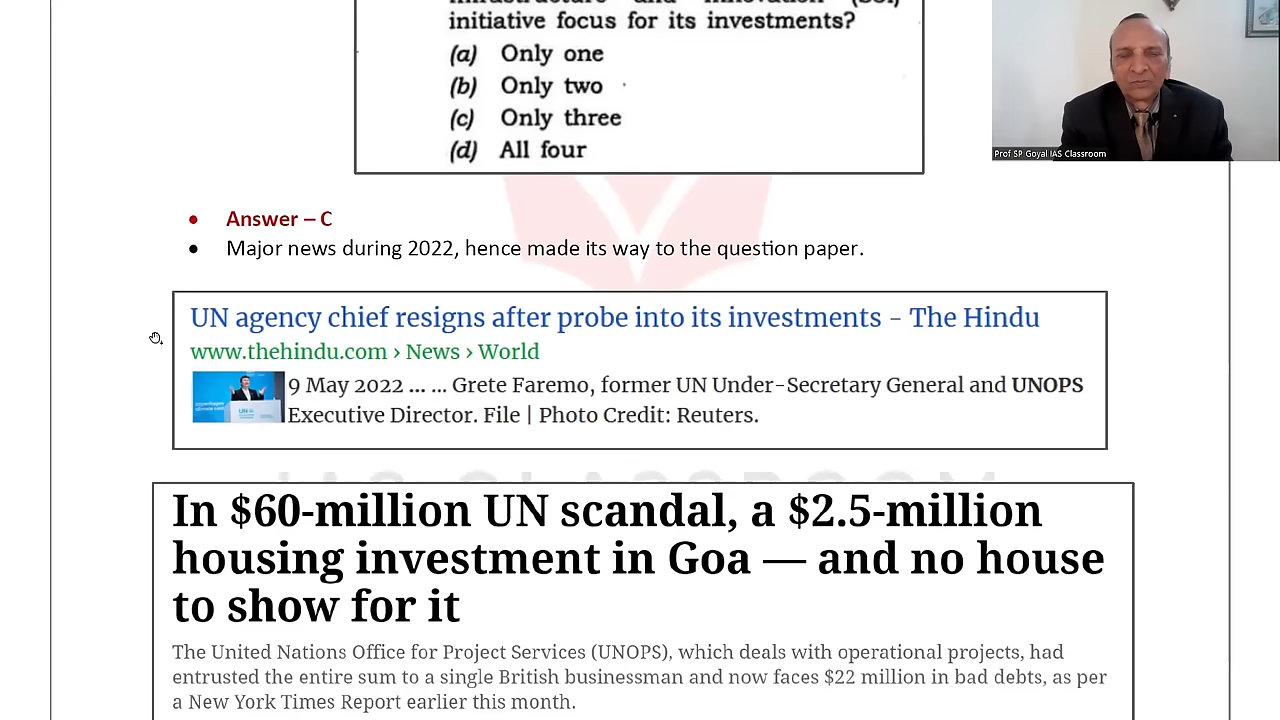 infrastructure and innovation (S3I)
initiative focus for its investments?
(a) Only one
(b) Only two
(c) Only three
(d) All four
Prof SP Goyal IAS Classroom
• Answer – C
• Major news during 2022, hence made its way to the question paper.
UN agency chief resigns after probe into its investments - The Hindu
www.thehindu.com › News › World
9 May 2022 ... ... Grete Faremo, former UN Under-Secretary General and UNOPS
Executive Director. File | Photo Credit: Reuters.
IAS CLASSROOM
In $60-million UN scandal, a $2.5-million
housing investment in Goa — and no house
to show for it
The United Nations Office for Project Services (UNOPS), which deals with operational projects, had
entrusted the entire sum to a single British businessman and now faces $22 million in bad debts, as per
a New York Times Report earlier this month.